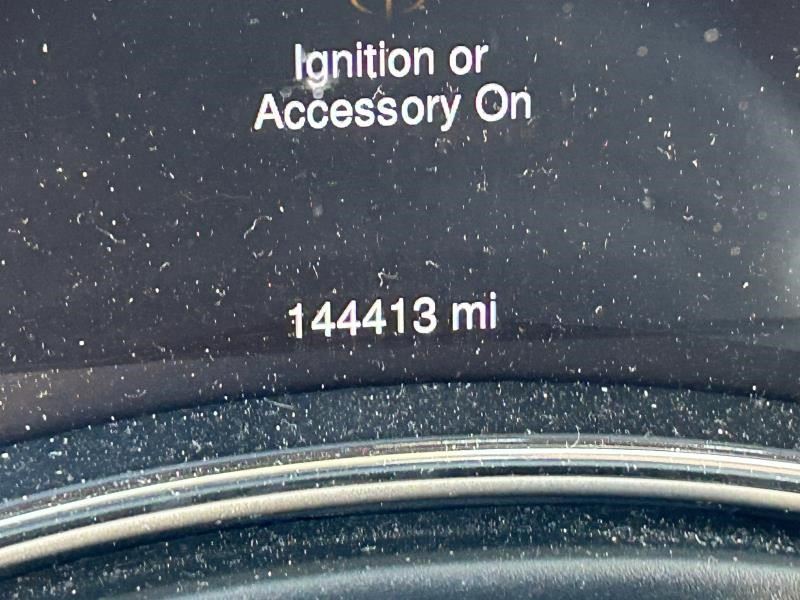 Ignition or
Accessory On
144413 mi